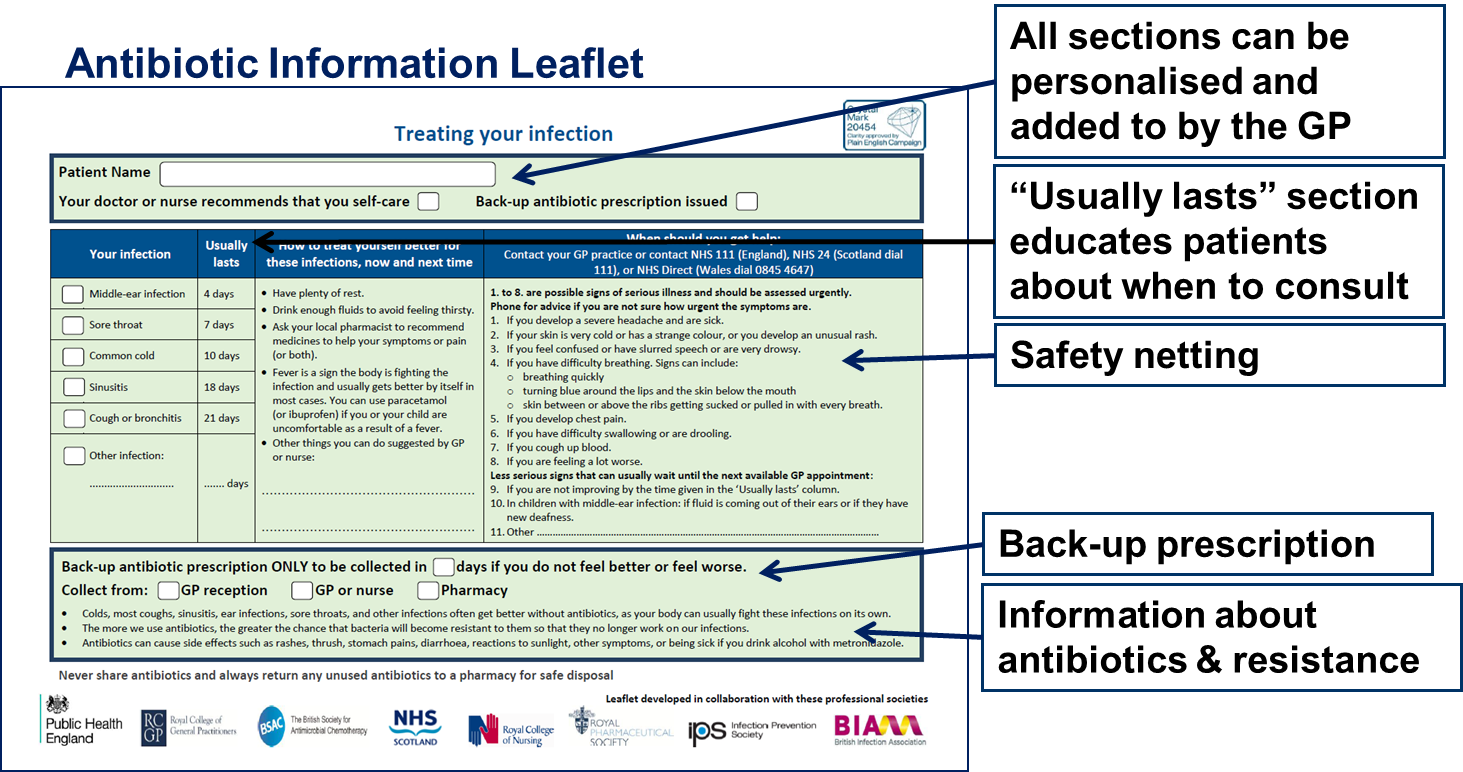 Antibiotic Information Leaflet
All sections can be
personalised and
added to by the GP
“Usually lasts” section
educates patients
about when to consult
Safety netting
Back-up prescription
Information about
antibiotics & resistance
Treating your infection
Crystal
Mark
20454
Clarity approved by
Plain English Campaign
Patient Name
Your doctor or nurse recommends that you self-care
Back-up antibiotic prescription issued
Your infection
Usually
lasts
How to treat yourself better for
these infections, now and next time
When should you get help:
Contact your GP practice or contact NHS 111 (England), NHS 24 (Scotland dial
111), or NHS Direct (Wales dial 0845 4647)
Middle-ear infection
4 days
Sore throat
7 days
Common cold
10 days
Sinusitis
18 days
Cough or bronchitis
21 days
Other infection:
..............................
....... days
• Have plenty of rest.
• Drink enough fluids to avoid feeling thirsty.
• Ask your local pharmacist to recommend
medicines to help your symptoms or pain
(or both).
• Fever is a sign the body is fighting the
infection and usually gets better by itself in
most cases. You can use paracetamol
(or ibuprofen) if you or your child are
uncomfortable as a result of a fever.
• Other things you can do suggested by GP
or nurse:
1. to 8. are possible signs of serious illness and should be assessed urgently.
Phone for advice if you are not sure how urgent the symptoms are.
1. If you develop a severe headache and are sick.
2. If your skin is very cold or has a strange colour, or you develop an unusual rash.
3. If you feel confused or have slurred speech or are very drowsy.
4. If you have difficulty breathing. Signs can include:
o breathing quickly
o turning blue around the lips and the skin below the mouth
o skin between or above the ribs getting sucked or pulled in with every breath.
5. If you develop chest pain.
6. If you have difficulty swallowing or are drooling.
7. If you cough up blood.
8. If you are feeling a lot worse.
Less serious signs that can usually wait until the next available GP appointment:
9. If you are not improving by the time given in the ‘Usually lasts’ column.
10. In children with middle-ear infection: if fluid is coming out of their ears or if they have
new deafness.
11. Other ..............................
Back-up antibiotic prescription ONLY to be collected in days if you do not feel better or feel worse.
Collect from: GP reception GP or nurse Pharmacy
• Colds, most coughs, sinusitis, ear infections, sore throats, and other infections often get better without antibiotics, as your body can usually fight these infections on its own.
• The more we use antibiotics, the greater the chance that bacteria will become resistant to them so that they no longer work on our infections.
• Antibiotics can cause side effects such as rashes, thrush, stomach pains, diarrhoea, reactions to sunlight, other symptoms, or being sick if you drink alcohol with metronidazole.
Never share antibiotics and always return any unused antibiotics to a pharmacy for safe disposal
Leaflet developed in collaboration with these professional societies
Public Health
England
RC
GP
Royal College of
General Practitioners
BSAC
The British Society for
Antimicrobial Chemotherapy
NHS
SCOTLAND
Royal College
of Nursing
ROYAL
PHARMACEUTICAL
SOCIETY
ips
Infection Prevention
Society
BIA
British Infection Association